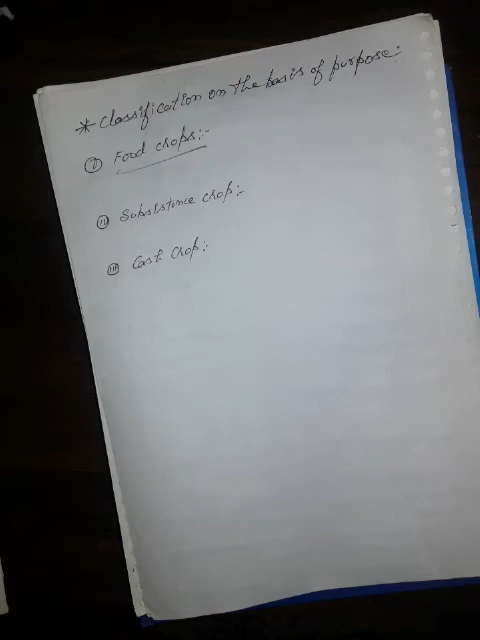 * Classification on the basis of purpose:
(i) Food crops:-
(ii) Subsistence crop:-
(iii) Cash Crop: